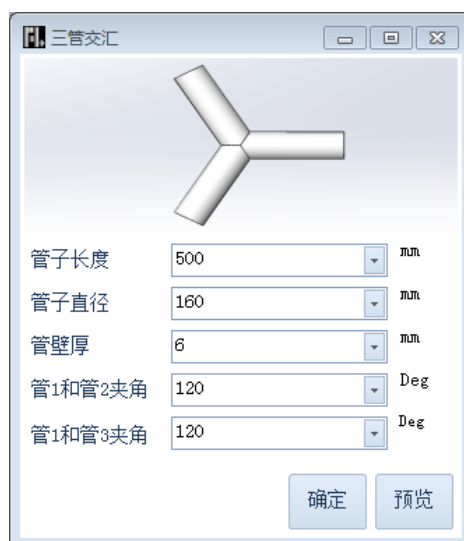 三管交汇
管子长度 500 mm
管子直径 160 mm
管壁厚 6 mm
管1和管2夹角 120 Deg
管1和管3夹角 120 Deg
确定 预览